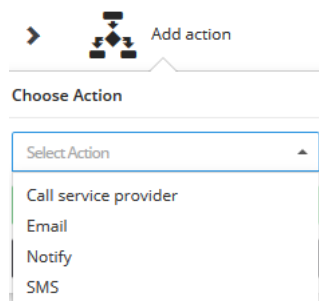 Add action
Choose Action
Select Action
Call service provider
Email
Notify
SMS